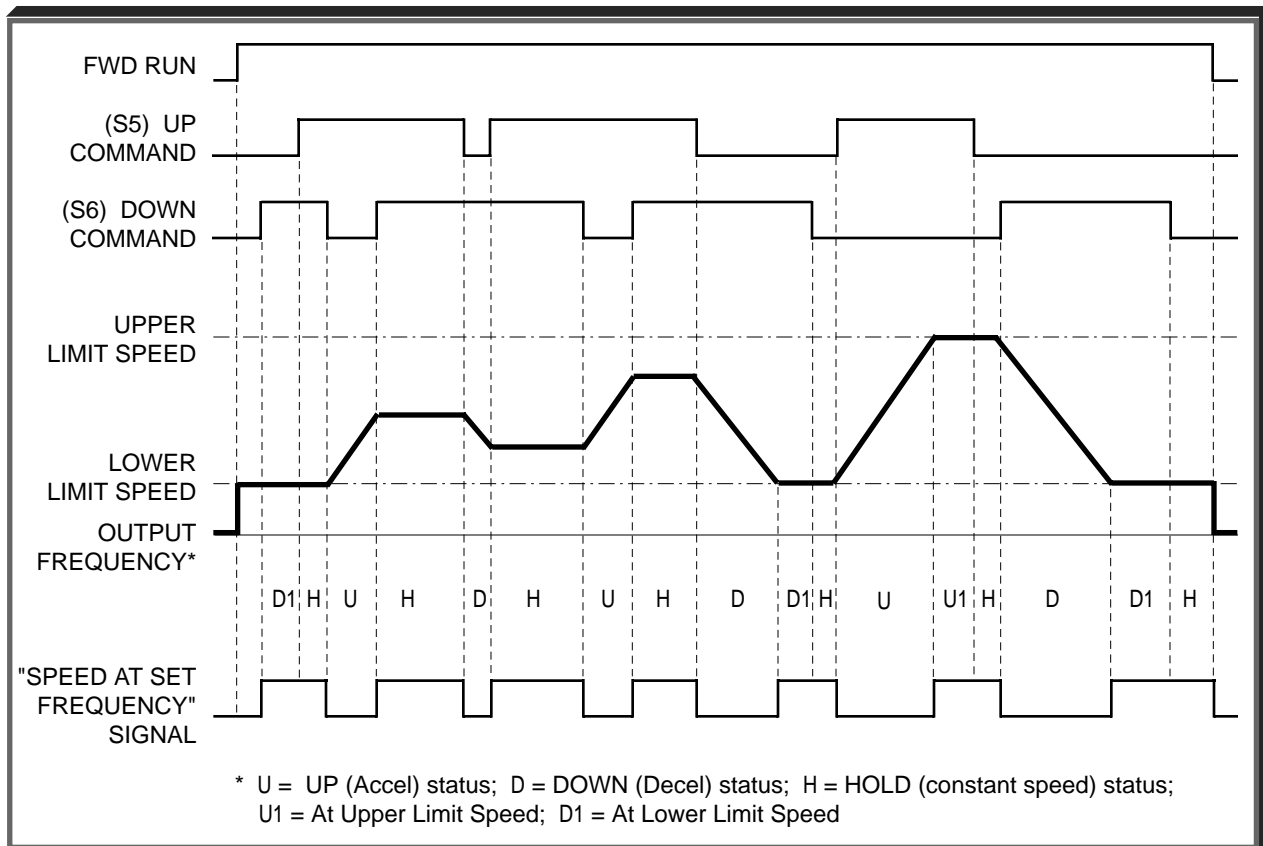 FWD RUN
(S5) UP
COMMAND
(S6) DOWN
COMMAND
UPPER
LIMIT SPEED
LOWER
LIMIT SPEED
OUTPUT
FREQUENCY*
D1 H U H D H U H D D1 H U U1 H D D1 H
"SPEED AT SET
FREQUENCY"
SIGNAL
* U = UP (Accel) status; D = DOWN (Decel) status; H = HOLD (constant speed) status;
U1 = At Upper Limit Speed; D1 = At Lower Limit Speed